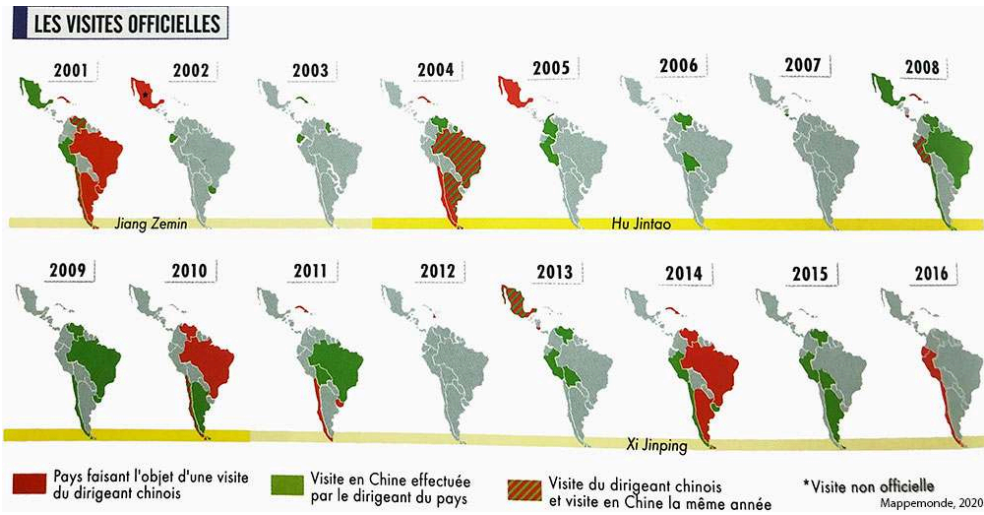 LES VISITES OFFICIELLES
2001
2002
2003
2004
2005
2006
2007
2008
Jiang Zemin
Hu Jintao
2009
2010
2011
2012
2013
2014
2015
2016
Xi Jinping
Pays faisant l'objet d'une visite
du dirigeant chinois
Visite en Chine effectuée
par le dirigeant du pays
Visite du dirigeant chinois
et visite en Chine la même année
*Visite non officielle
Mappemonde, 2020